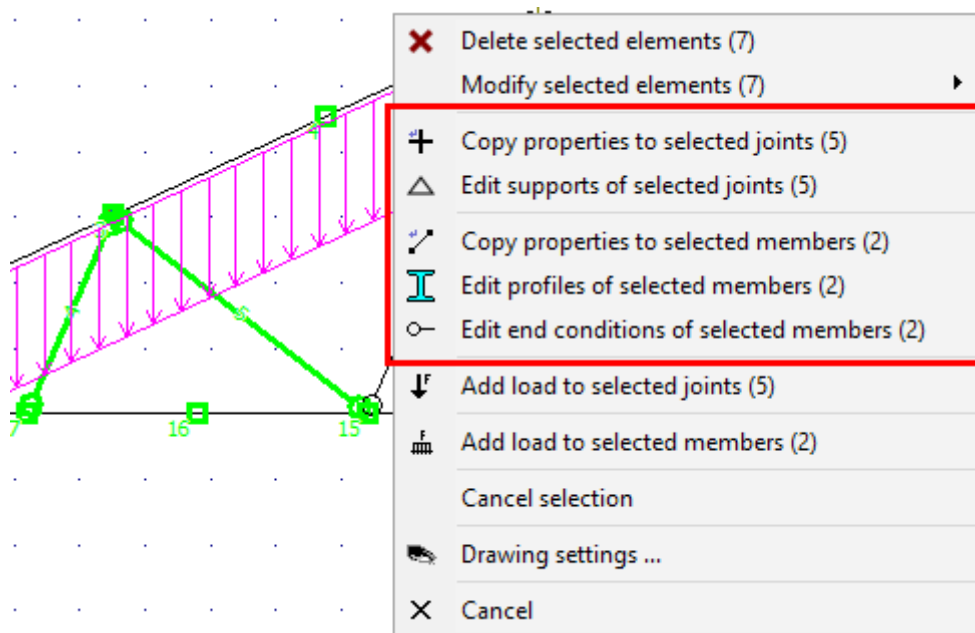 Delete selected elements (7)
Modify selected elements (7)
Copy properties to selected joints (5)
Edit supports of selected joints (5)
Copy properties to selected members (2)
Edit profiles of selected members (2)
Edit end conditions of selected members (2)
Add load to selected joints (5)
Add load to selected members (2)
Cancel selection
Drawing settings ...
Cancel
7
16
15